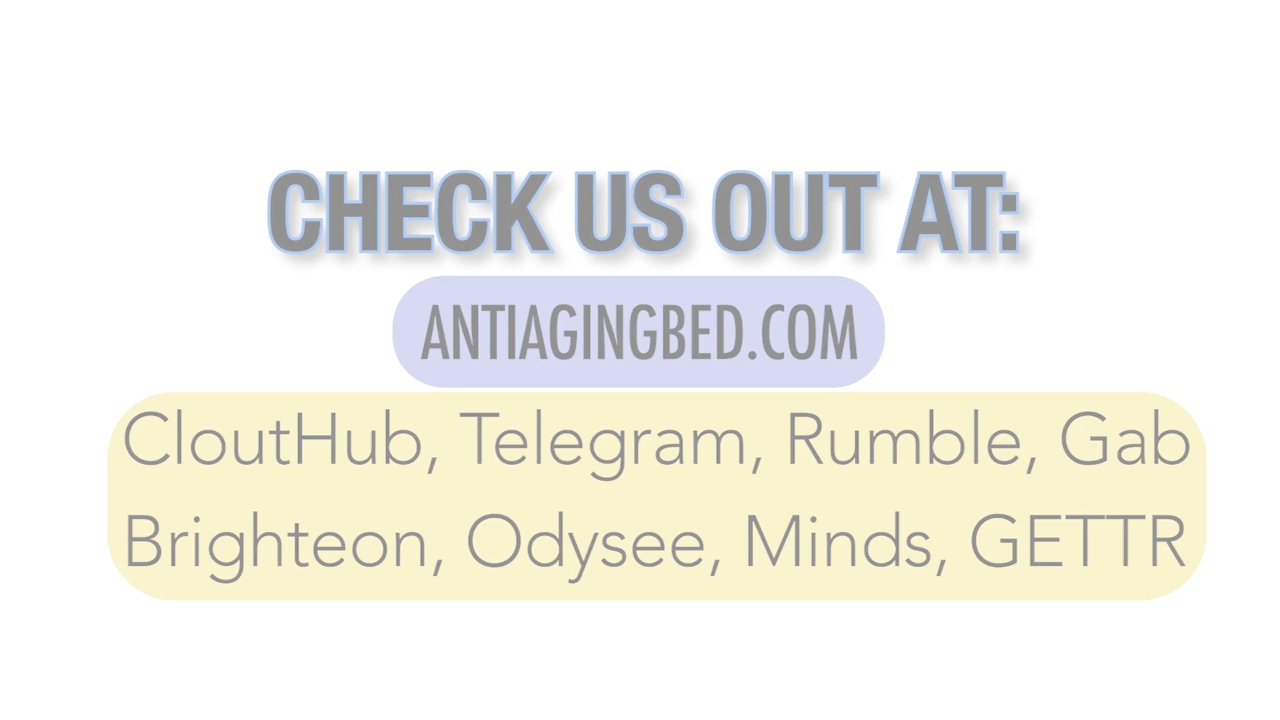 CHECK US OUT AT:
ANTIAGINGBED.COM
CloutHub, Telegram, Rumble, Gab
Brighteon, Odysee, Minds, GETTR